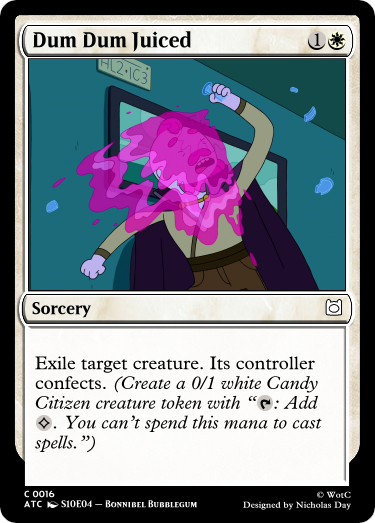 Dum Dum Juiced 1
HL2•1C3
Sorcery
Exile target creature. Its controller
confects. (Create a 0/1 white Candy
Citizen creature token with “: Add
. You can’t spend this mana to cast
spells.”)
C 0016
ATC S10E04 — Bonnibel Bubblegum
© WotC
Designed by Nicholas Day